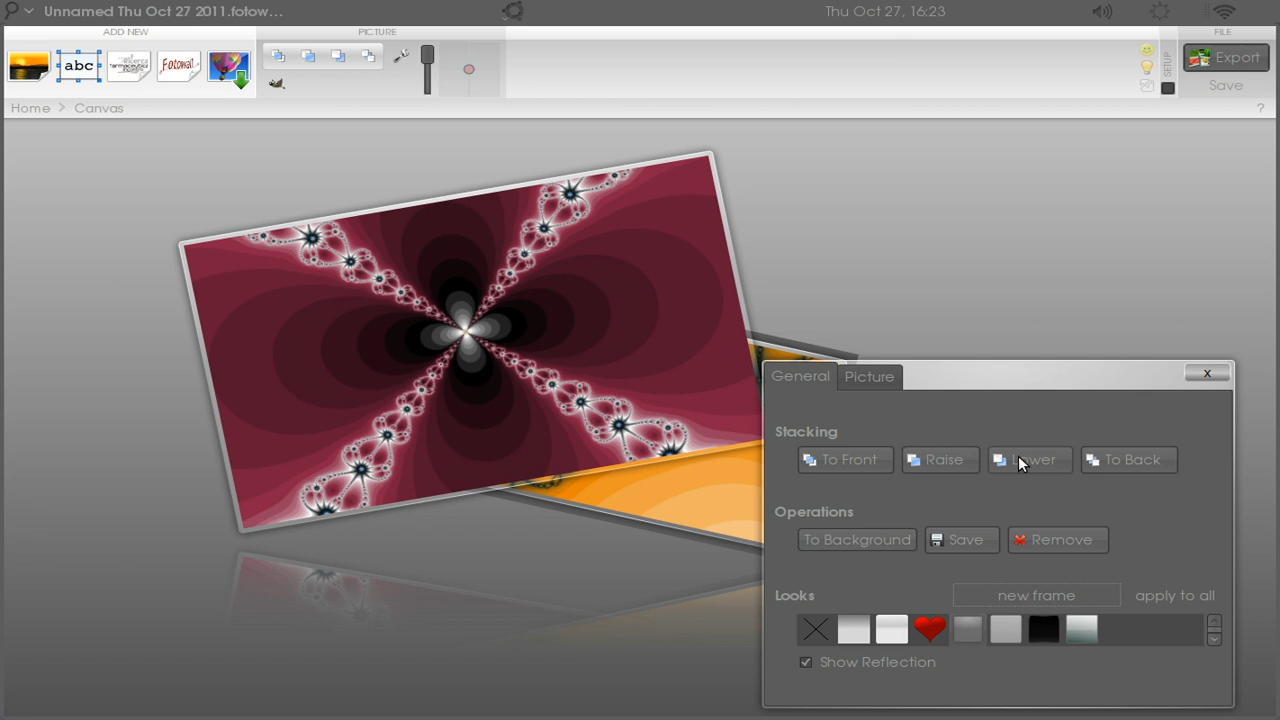 Unnamed Thu Oct 27 2011.fotow…
Thu Oct 27, 16:23
ADD NEW
PICTURE
FILE
abc
Fotowall
SETUP
Export
Save
Home > Canvas
?
General
Picture
x
Stacking
To Front
Raise
Lower
To Back
Operations
To Background
Save
Remove
Looks
new frame
apply to all
Show Reflection